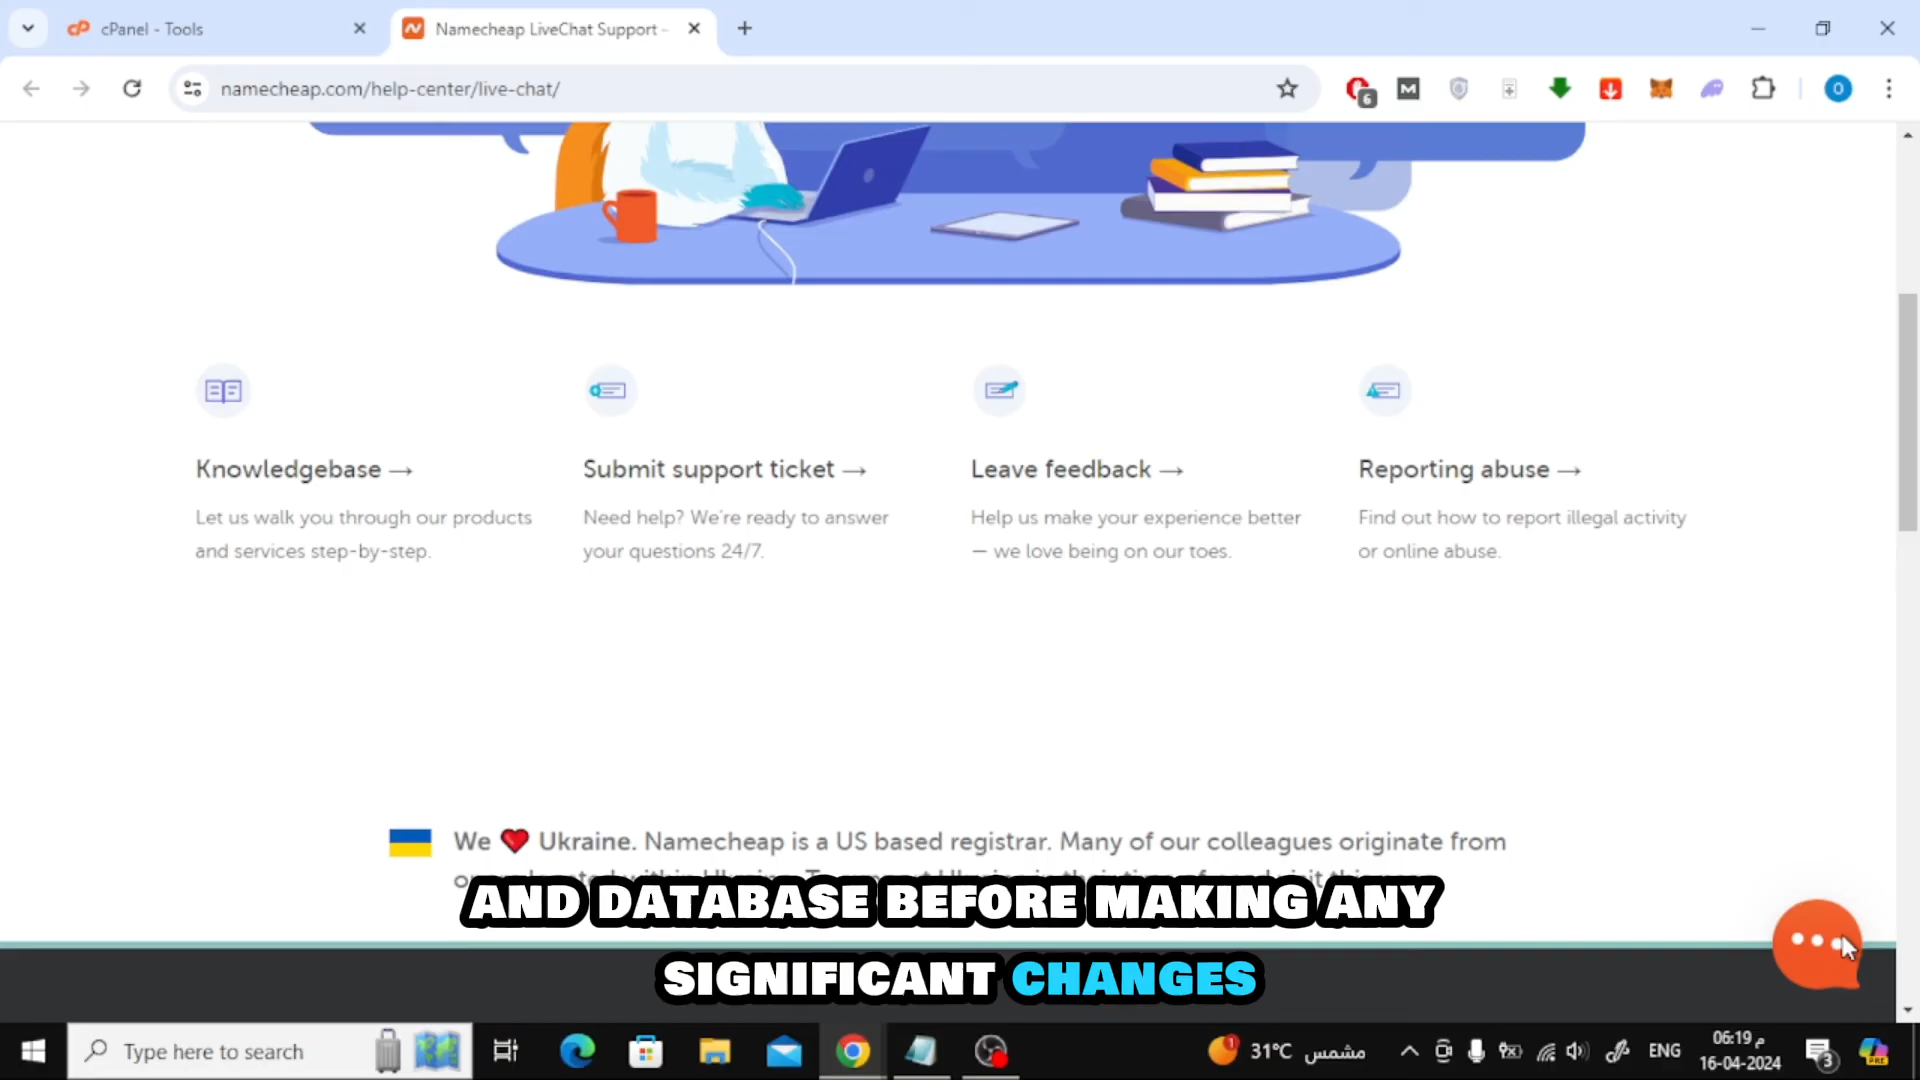 cPanel - Tools
Namecheap LiveChat Support -
namecheap.com/help-center/live-chat/
6
O
Knowledgebase →
Let us walk you through our products
and services step-by-step.
Submit support ticket →
Need help? We're ready to answer
your questions 24/7.
Leave feedback →
Help us make your experience better
— we love being on our toes.
Reporting abuse →
Find out how to report illegal activity
or online abuse.
We ❤ Ukraine. Namecheap is a US based registrar. Many of our colleagues originate from
AND DATABASE BEFORE MAKING ANY
SIGNIFICANT CHANGES
Type here to search
1
31°C مشمس
ENG
06:19 م
16-04-2024
3
PRE